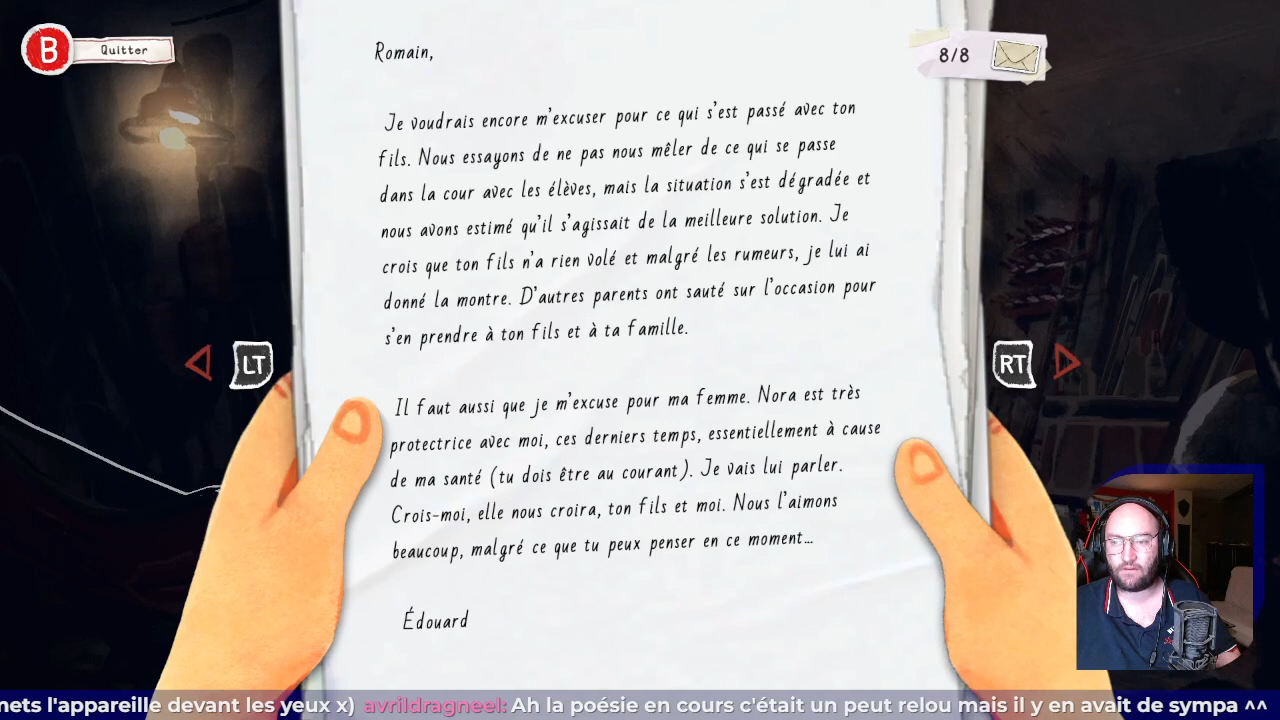 B Quitter
8/8
Romain,
Je voudrais encore m'excuser pour ce qui s'est passé avec ton
fils. Nous essayons de ne pas nous mêler de ce qui se passe
dans la cour avec les élèves, mais la situation s'est dégradée et
nous avons estimé qu'il s'agissait de la meilleure solution. Je
crois que ton fils n'a rien volé et malgré les rumeurs, je lui ai
donné la montre. D'autres parents ont sauté sur l'occasion pour
s'en prendre à ton fils et à ta famille.
LT
RT
Il faut aussi que je m'excuse pour ma femme. Nora est très
protectrice avec moi, ces derniers temps, essentiellement à cause
de ma santé (tu dois être au courant). Je vais lui parler.
Crois-moi, elle nous croira, ton fils et moi. Nous l'aimons
beaucoup, malgré ce que tu peux penser en ce moment...
Édouard
nets l'appareille devant les yeux x) avrildragneel: Ah la poésie en cours c'était un peut relou mais il y en avait de sympa ^^